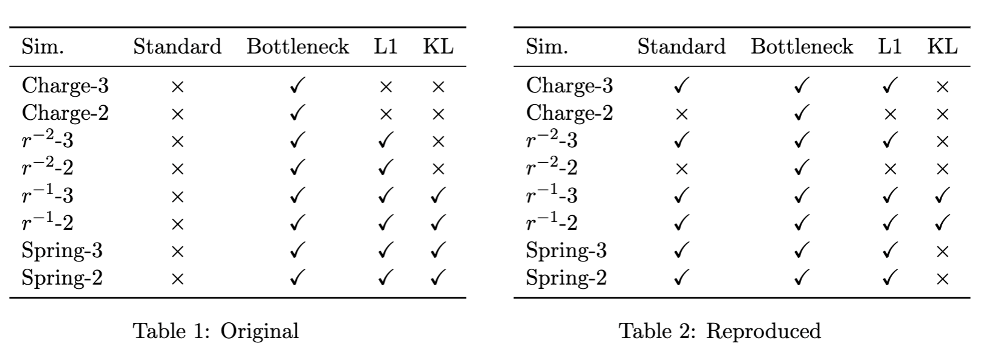 Sim. Standard Bottleneck L1 KL
Charge-3 × ✓ × ×
Charge-2 × ✓ × ×
r⁻²-3 × ✓ ✓ ×
r⁻²-2 × ✓ ✓ ×
r⁻¹-3 × ✓ ✓ ✓
r⁻¹-2 × ✓ ✓ ✓
Spring-3 × ✓ ✓ ✓
Spring-2 × ✓ ✓ ✓
Table 1: Original
Sim. Standard Bottleneck L1 KL
Charge-3 ✓ ✓ ✓ ×
Charge-2 × ✓ × ×
r⁻²-3 ✓ ✓ ✓ ×
r⁻²-2 × ✓ × ×
r⁻¹-3 ✓ ✓ ✓ ✓
r⁻¹-2 ✓ ✓ ✓ ✓
Spring-3 ✓ ✓ ✓ ×
Spring-2 ✓ ✓ ✓ ×
Table 2: Reproduced